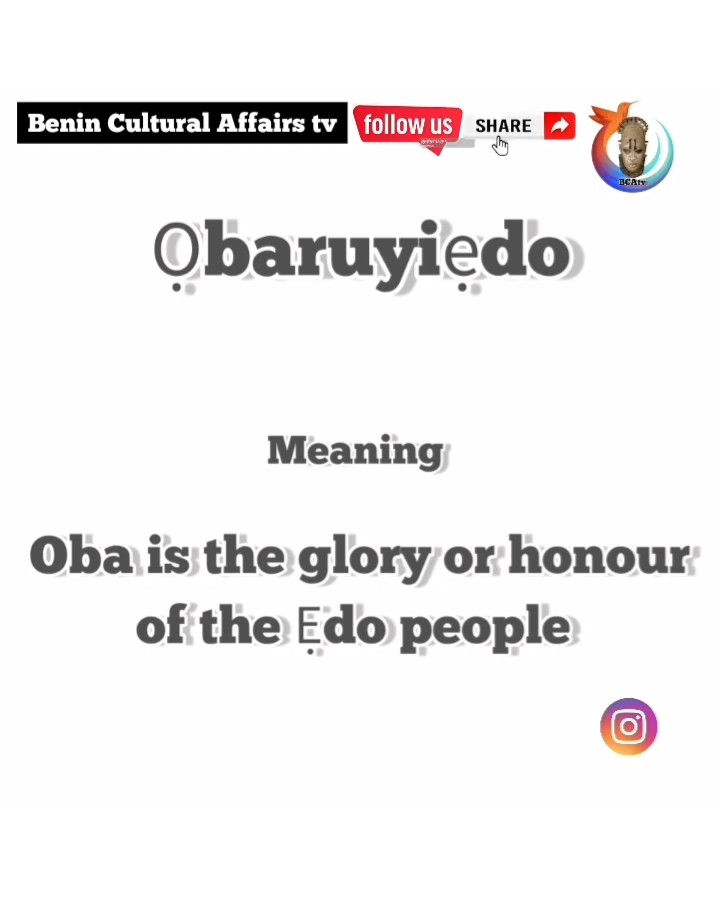 Benin Cultural Affairs tv
follow us
SHARE
BCAtv
Ọbaruyiẹdo
Meaning
Oba is the glory or honour
of the Ẹdo people